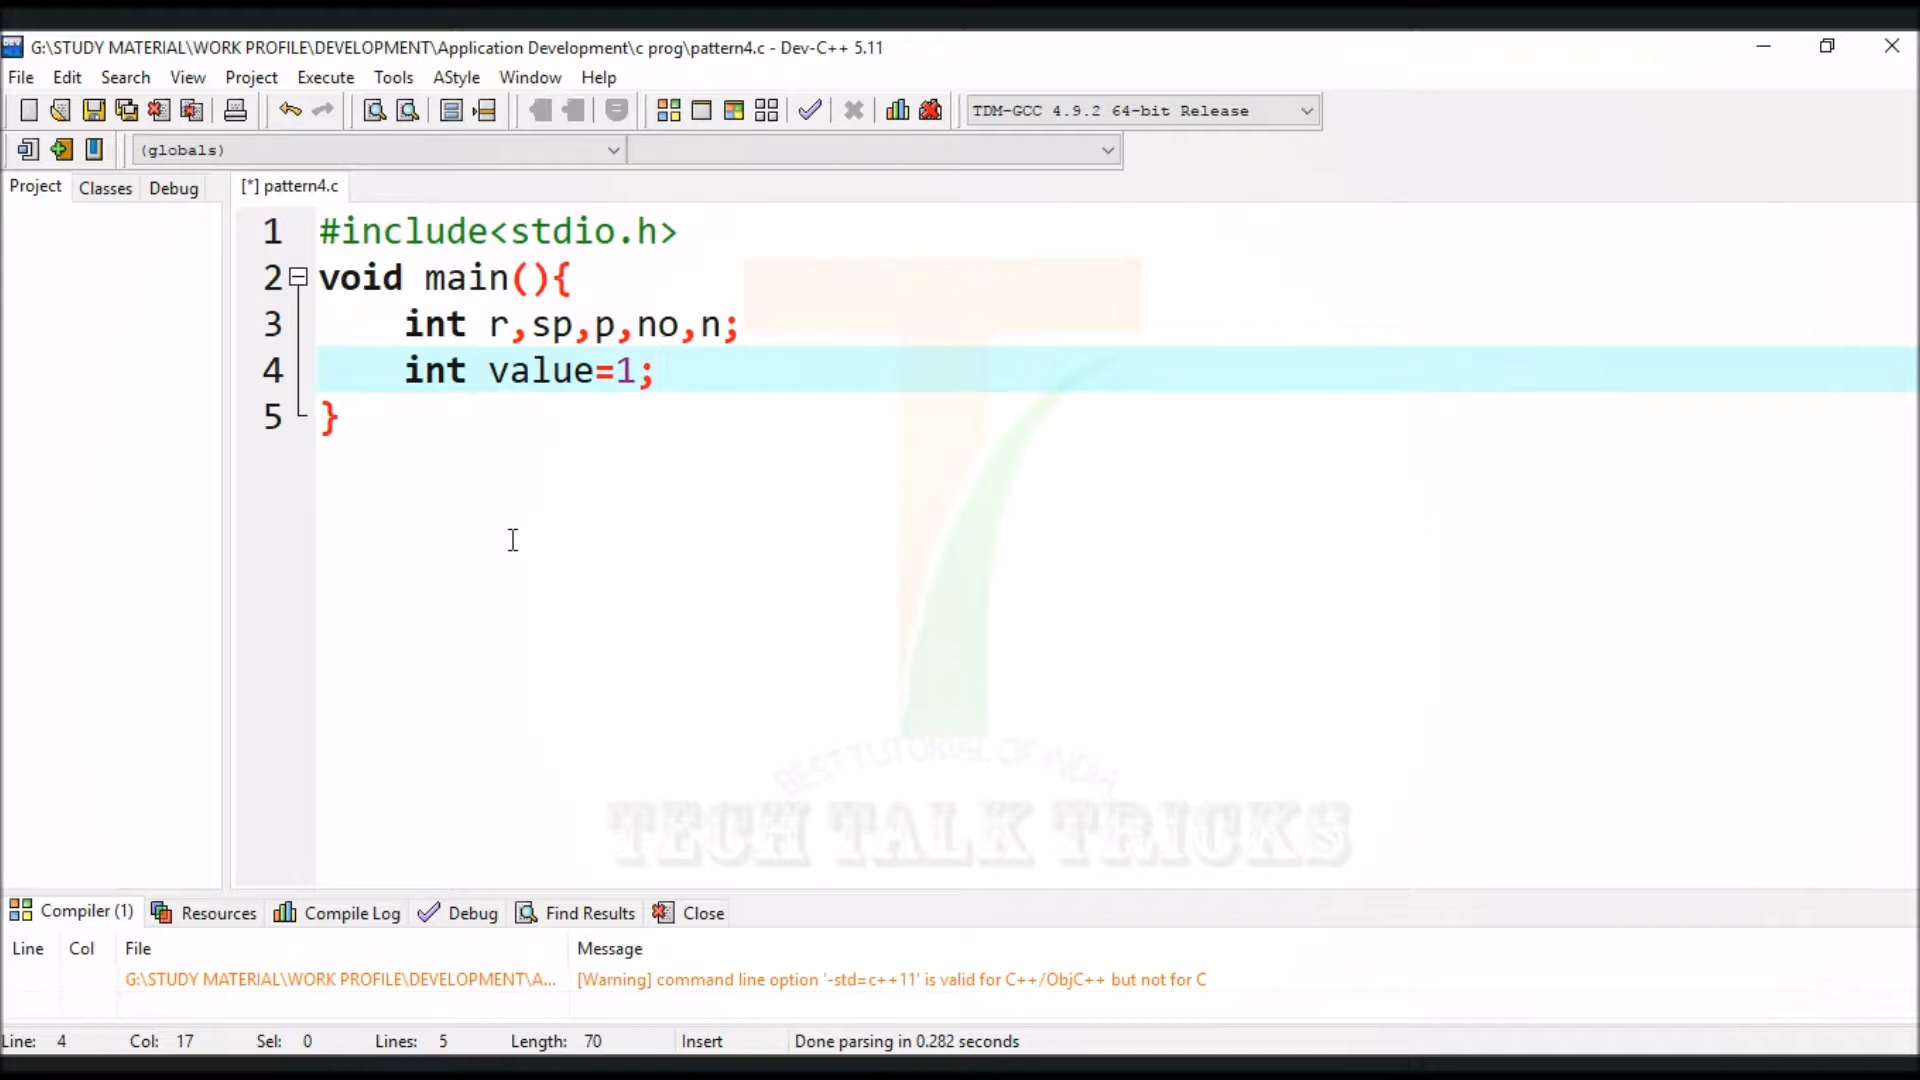 G:\STUDY MATERIAL\WORK PROFILE\DEVELOPMENT\Application Development\c prog\pattern4.c - Dev-C++ 5.11
File Edit Search View Project Execute Tools AStyle Window Help
TDM-GCC 4.9.2 64-bit Release
(globals)
Project Classes Debug [*] pattern4.c
1 #include<stdio.h>
2 void main(){
3 int r,sp,p,no,n;
4 int value=1;
5 }
BEST TUTORIAL OF INDIA
TECH TALK TRICKS
Compiler (1) Resources Compile Log Debug Find Results Close
Line Col File Message
G:\STUDY MATERIAL\WORK PROFILE\DEVELOPMENT\A... [Warning] command line option '-std=c++11' is valid for C++/ObjC++ but not for C
Line: 4 Col: 17 Sel: 0 Lines: 5 Length: 70 Insert Done parsing in 0.282 seconds